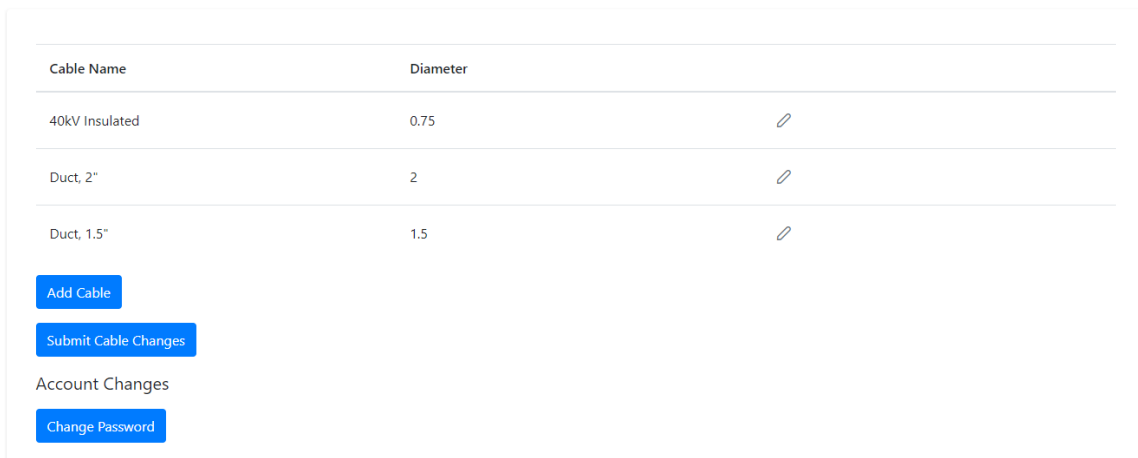 Cable Name Diameter
40kV Insulated 0.75
Duct, 2" 2
Duct, 1.5" 1.5
Add Cable
Submit Cable Changes
Account Changes
Change Password